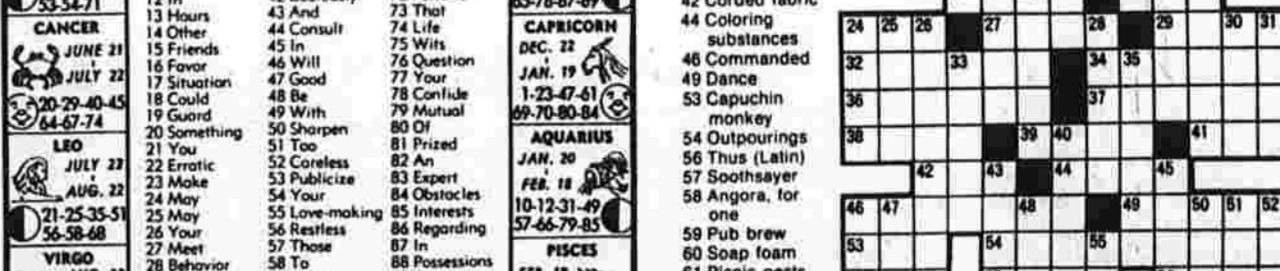 53-54-71
CANCER
JUNE 21
JULY 22
20-29-40-45
64-67-74
LEO
JULY 23
AUG. 22
21-25-35-51
56-58-68
VIRGO
13 Hours
14 Other
15 Friends
16 Favor
17 Situation
18 Could
19 Guard
20 Something
21 You
22 Erratic
23 Make
24 May
25 May
26 Your
27 Meet
28 Behavior
43 And
44 Consult
45 In
46 Will
47 Good
48 Be
49 With
50 Sharpen
51 Too
52 Careless
53 Publicize
54 Your
55 Love-making
56 Restless
57 Those
58 To
73 That
74 Life
75 Wits
76 Question
77 Your
78 Confide
79 Mutual
80 Of
81 Prized
82 An
83 Expert
84 Obstacles
85 Interests
86 Regarding
87 In
88 Possessions
CAPRICORN
DEC. 22
JAN. 19
1-23-47-61
69-70-80-84
AQUARIUS
JAN. 20
FEB. 18
10-12-31-49
57-66-79-85
PISCES
42 Corded fabric
44 Coloring
substances
46 Commanded
49 Dance
53 Capuchin
monkey
54 Outpourings
56 Thus (Latin)
57 Soothsayer
58 Angora, for
one
59 Pub brew
60 Soap foam
24 25 26 27 28 29 30 31
32 33 34 35
36 37
38 39 40 41
42 43 44 45
46 47 48 49 50 51 52
53 54 55